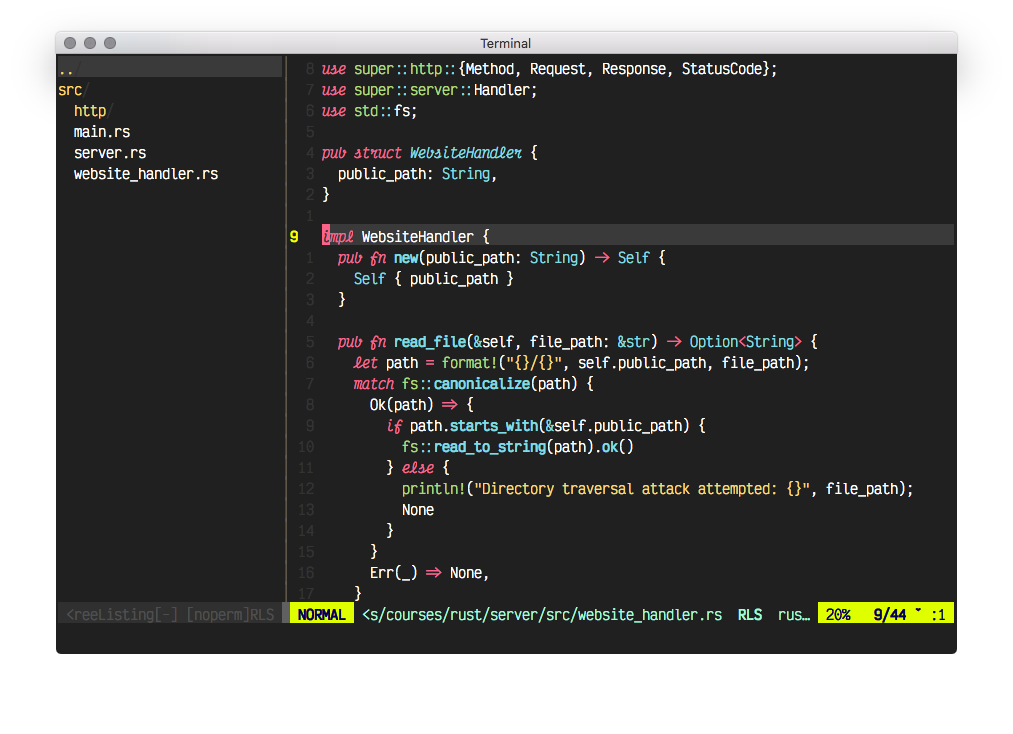 Terminal
../
src/
http/
main.rs
server.rs
website_handler.rs
8 use super::http::{Method, Request, Response, StatusCode};
7 use super::server::Handler;
6 use std::fs;
5
4 pub struct WebsiteHandler {
3 public_path: String,
2 }
1
9 impl WebsiteHandler {
1 pub fn new(public_path: String) -> Self {
2 Self { public_path }
3 }
4
5 pub fn read_file(&self, file_path: &str) -> Option<String> {
6 let path = format!("{}/{}", self.public_path, file_path);
7 match fs::canonicalize(path) {
8 Ok(path) => {
9 if path.starts_with(&self.public_path) {
10 fs::read_to_string(path).ok()
11 } else {
12 println!("Directory traversal attack attempted: {}", file_path);
13 None
14 }
15 }
16 Err(_) => None,
17 }
<reeListing[-] [noperm]RLS
NORMAL <s/courses/rust/server/src/website_handler.rs RLS rus… 20% 9/44 :1